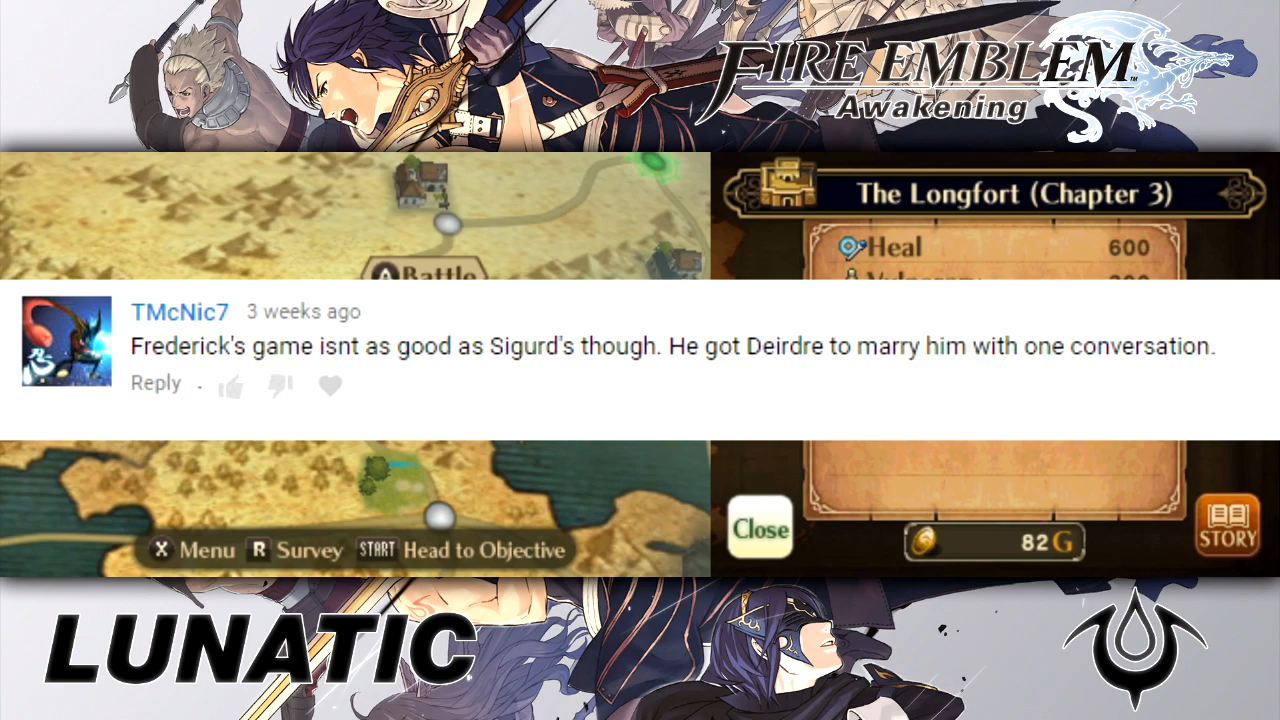 FIRE EMBLEM
Awakening
The Longfort (Chapter 3)
Heal 600
A Battle
TMcNic7 3 weeks ago
Frederick's game isnt as good as Sigurd's though. He got Deirdre to marry him with one conversation.
Reply
Close
X Menu R Survey START Head to Objective
82 G
STORY
LUNATIC